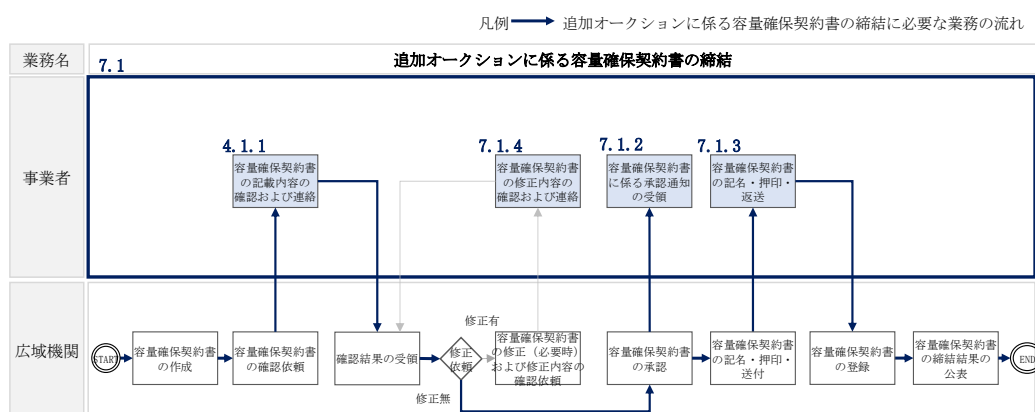 凡例 追加オークションに係る容量確保契約書の締結に必要な業務の流れ
業務名
7.1
追加オークションに係る容量確保契約書の締結
事業者
4.1.1
容量確保契約書
の記載内容の
確認および連絡
7.1.4
容量確保契約書
の修正内容の
確認および連絡
7.1.2
容量確保契約書
に係る承認通知
の受領
7.1.3
容量確保契約書
の記名・押印・
返送
広域機関
START
容量確保契約書
の作成
容量確保契約書
の確認依頼
確認結果の受領
修正
依頼
修正有
修正無
容量確保契約書
の修正（必要時）
および修正内容の
確認依頼
容量確保契約書
の承認
容量確保契約書
の記名・押印・
送付
容量確保契約書
の登録
容量確保契約書
の締結結果の
公表
END